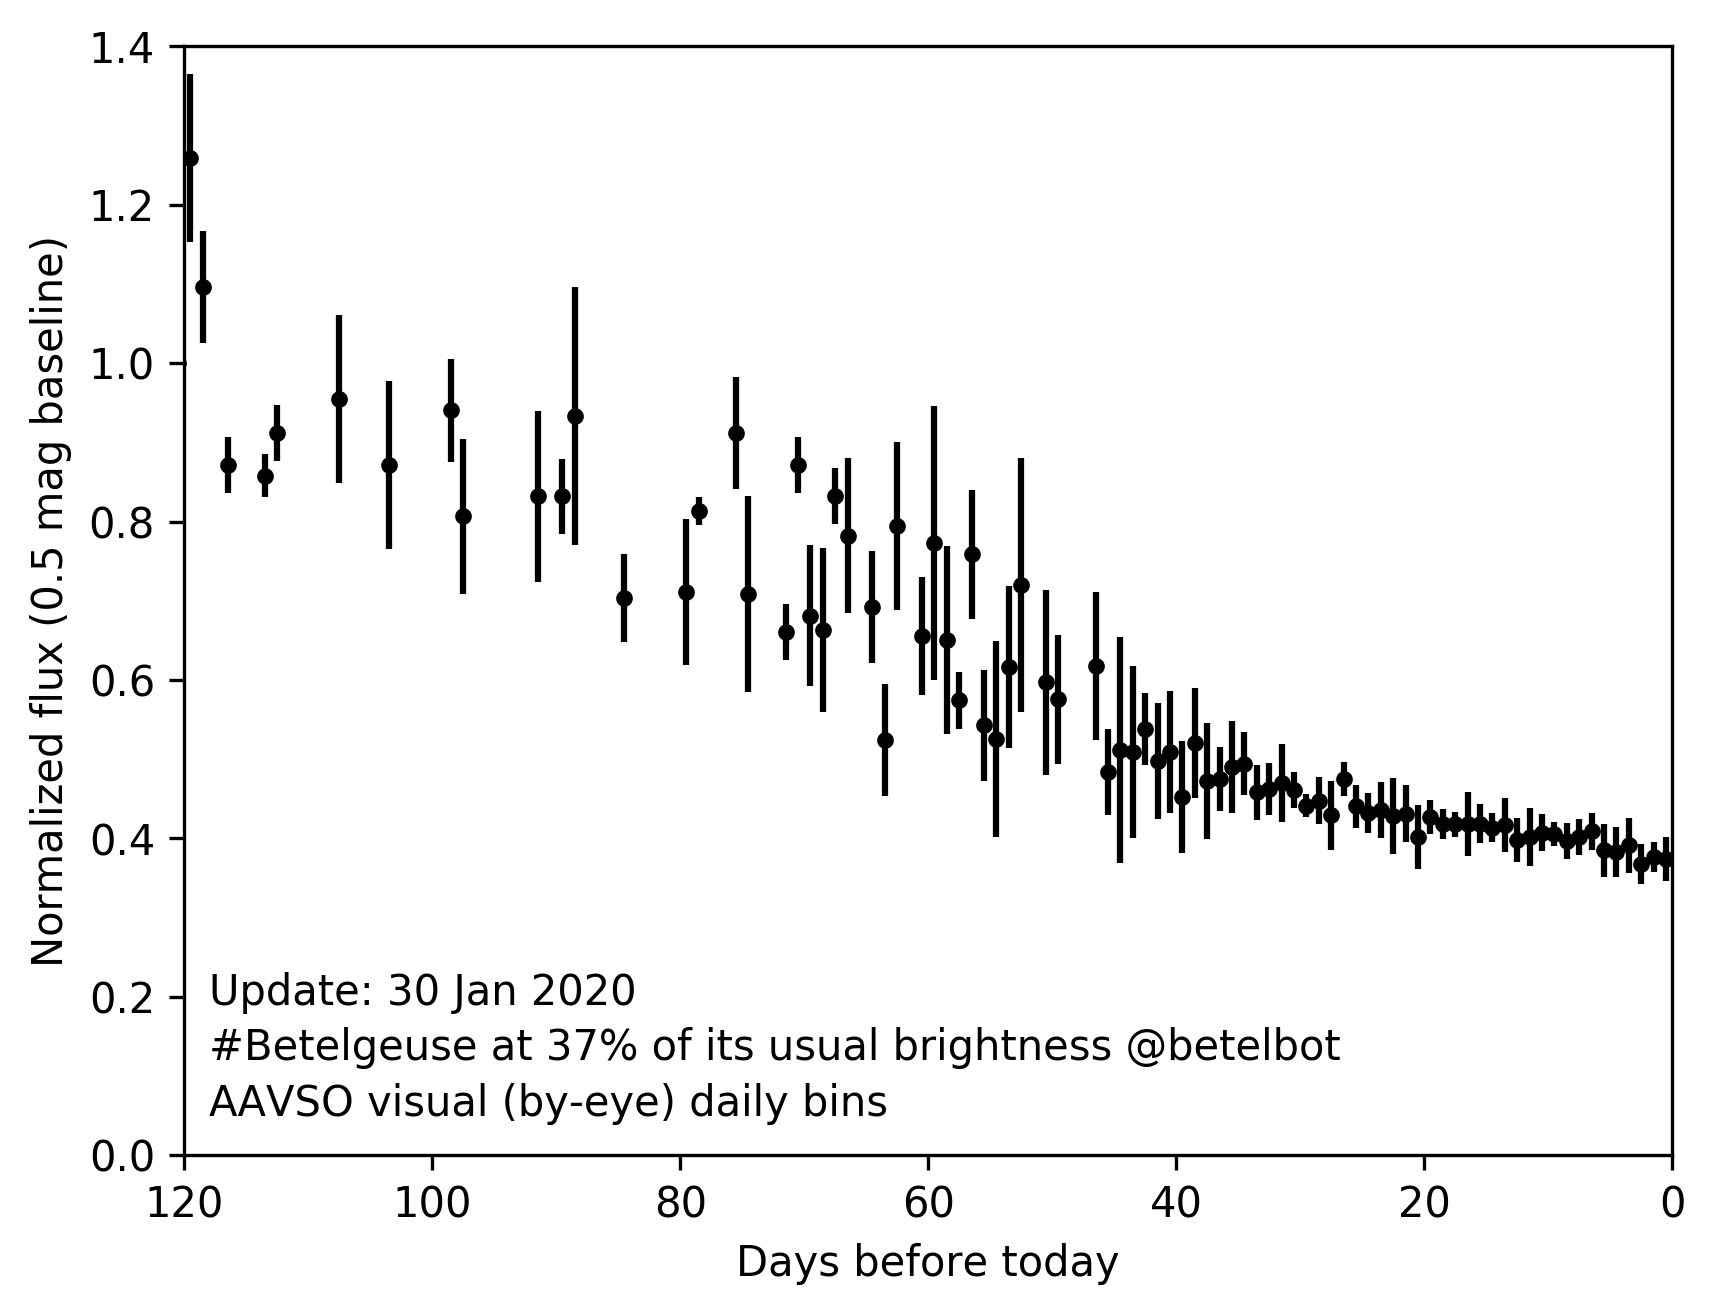 1.4
1.2
1.0
0.8
0.6
0.4
0.2
0.0
Normalized flux (0.5 mag baseline)
Update: 30 Jan 2020
#Betelgeuse at 37% of its usual brightness @betelbot
AAVSO visual (by-eye) daily bins
120 100 80 60 40 20 0
Days before today